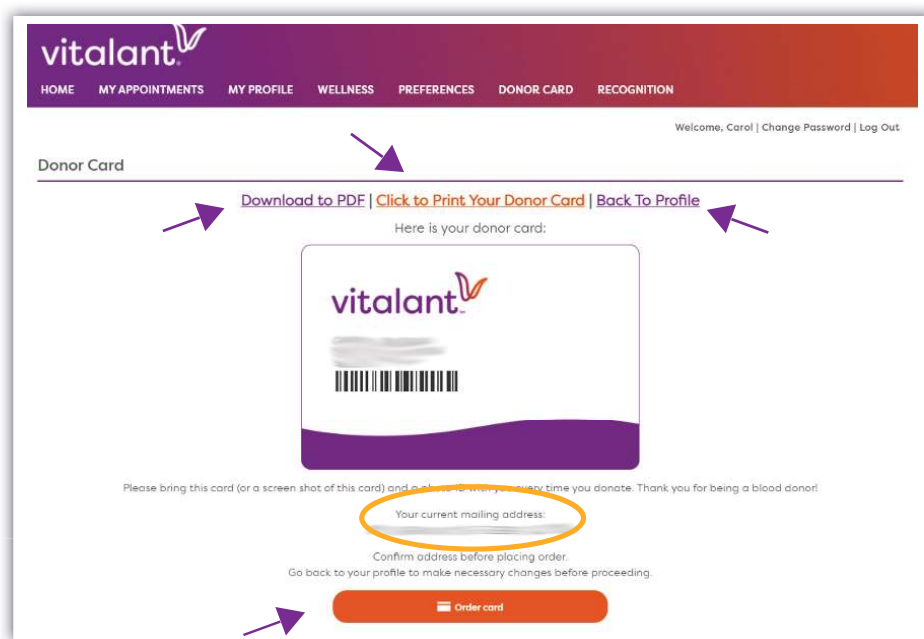 vitalant
HOME MY APPOINTMENTS MY PROFILE WELLNESS PREFERENCES DONOR CARD RECOGNITION
Welcome, Carol | Change Password | Log Out
Donor Card
Download to PDF | Click to Print Your Donor Card | Back To Profile
Here is your donor card:
vitalant
Please bring this card (or a screen shot of this card) and a photo ID with you every time you donate. Thank you for being a blood donor!
Your current mailing address:
Confirm address before placing order.
Go back to your profile to make necessary changes before proceeding.
Order card